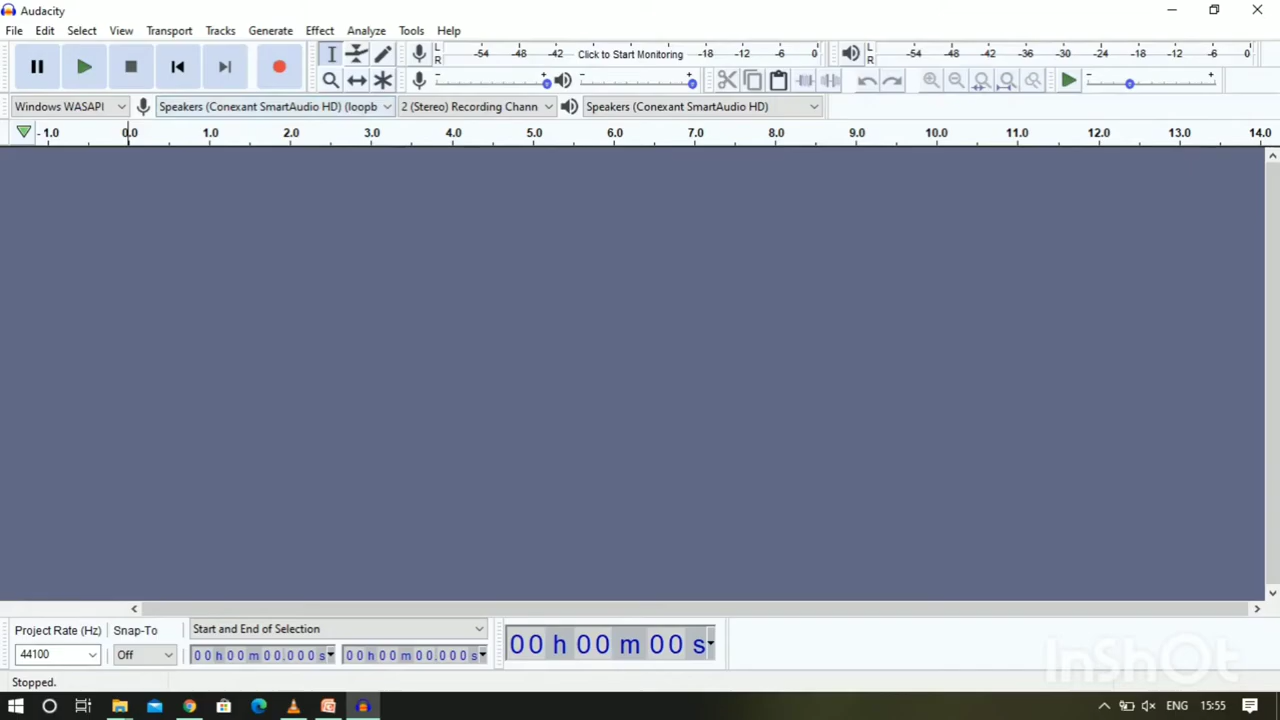 Audacity
File Edit Select View Transport Tracks Generate Effect Analyze Tools Help
L R -54 -48 -42 Click to Start Monitoring -18 -12 -6 0 L R -54 -48 -42 -36 -30 -24 -18 -12 -6 0
- + - + - +
Windows WASAPI Speakers (Conexant SmartAudio HD) (loopb 2 (Stereo) Recording Chann Speakers (Conexant SmartAudio HD)
- 1.0 0.0 1.0 2.0 3.0 4.0 5.0 6.0 7.0 8.0 9.0 10.0 11.0 12.0 13.0 14.0
Project Rate (Hz) Snap-To Start and End of Selection
44100 Off 00 h 00 m 00.000 s 00 h 00 m 00.000 s 00 h 00 m 00 s
InShOt
Stopped.
ENG 15:55